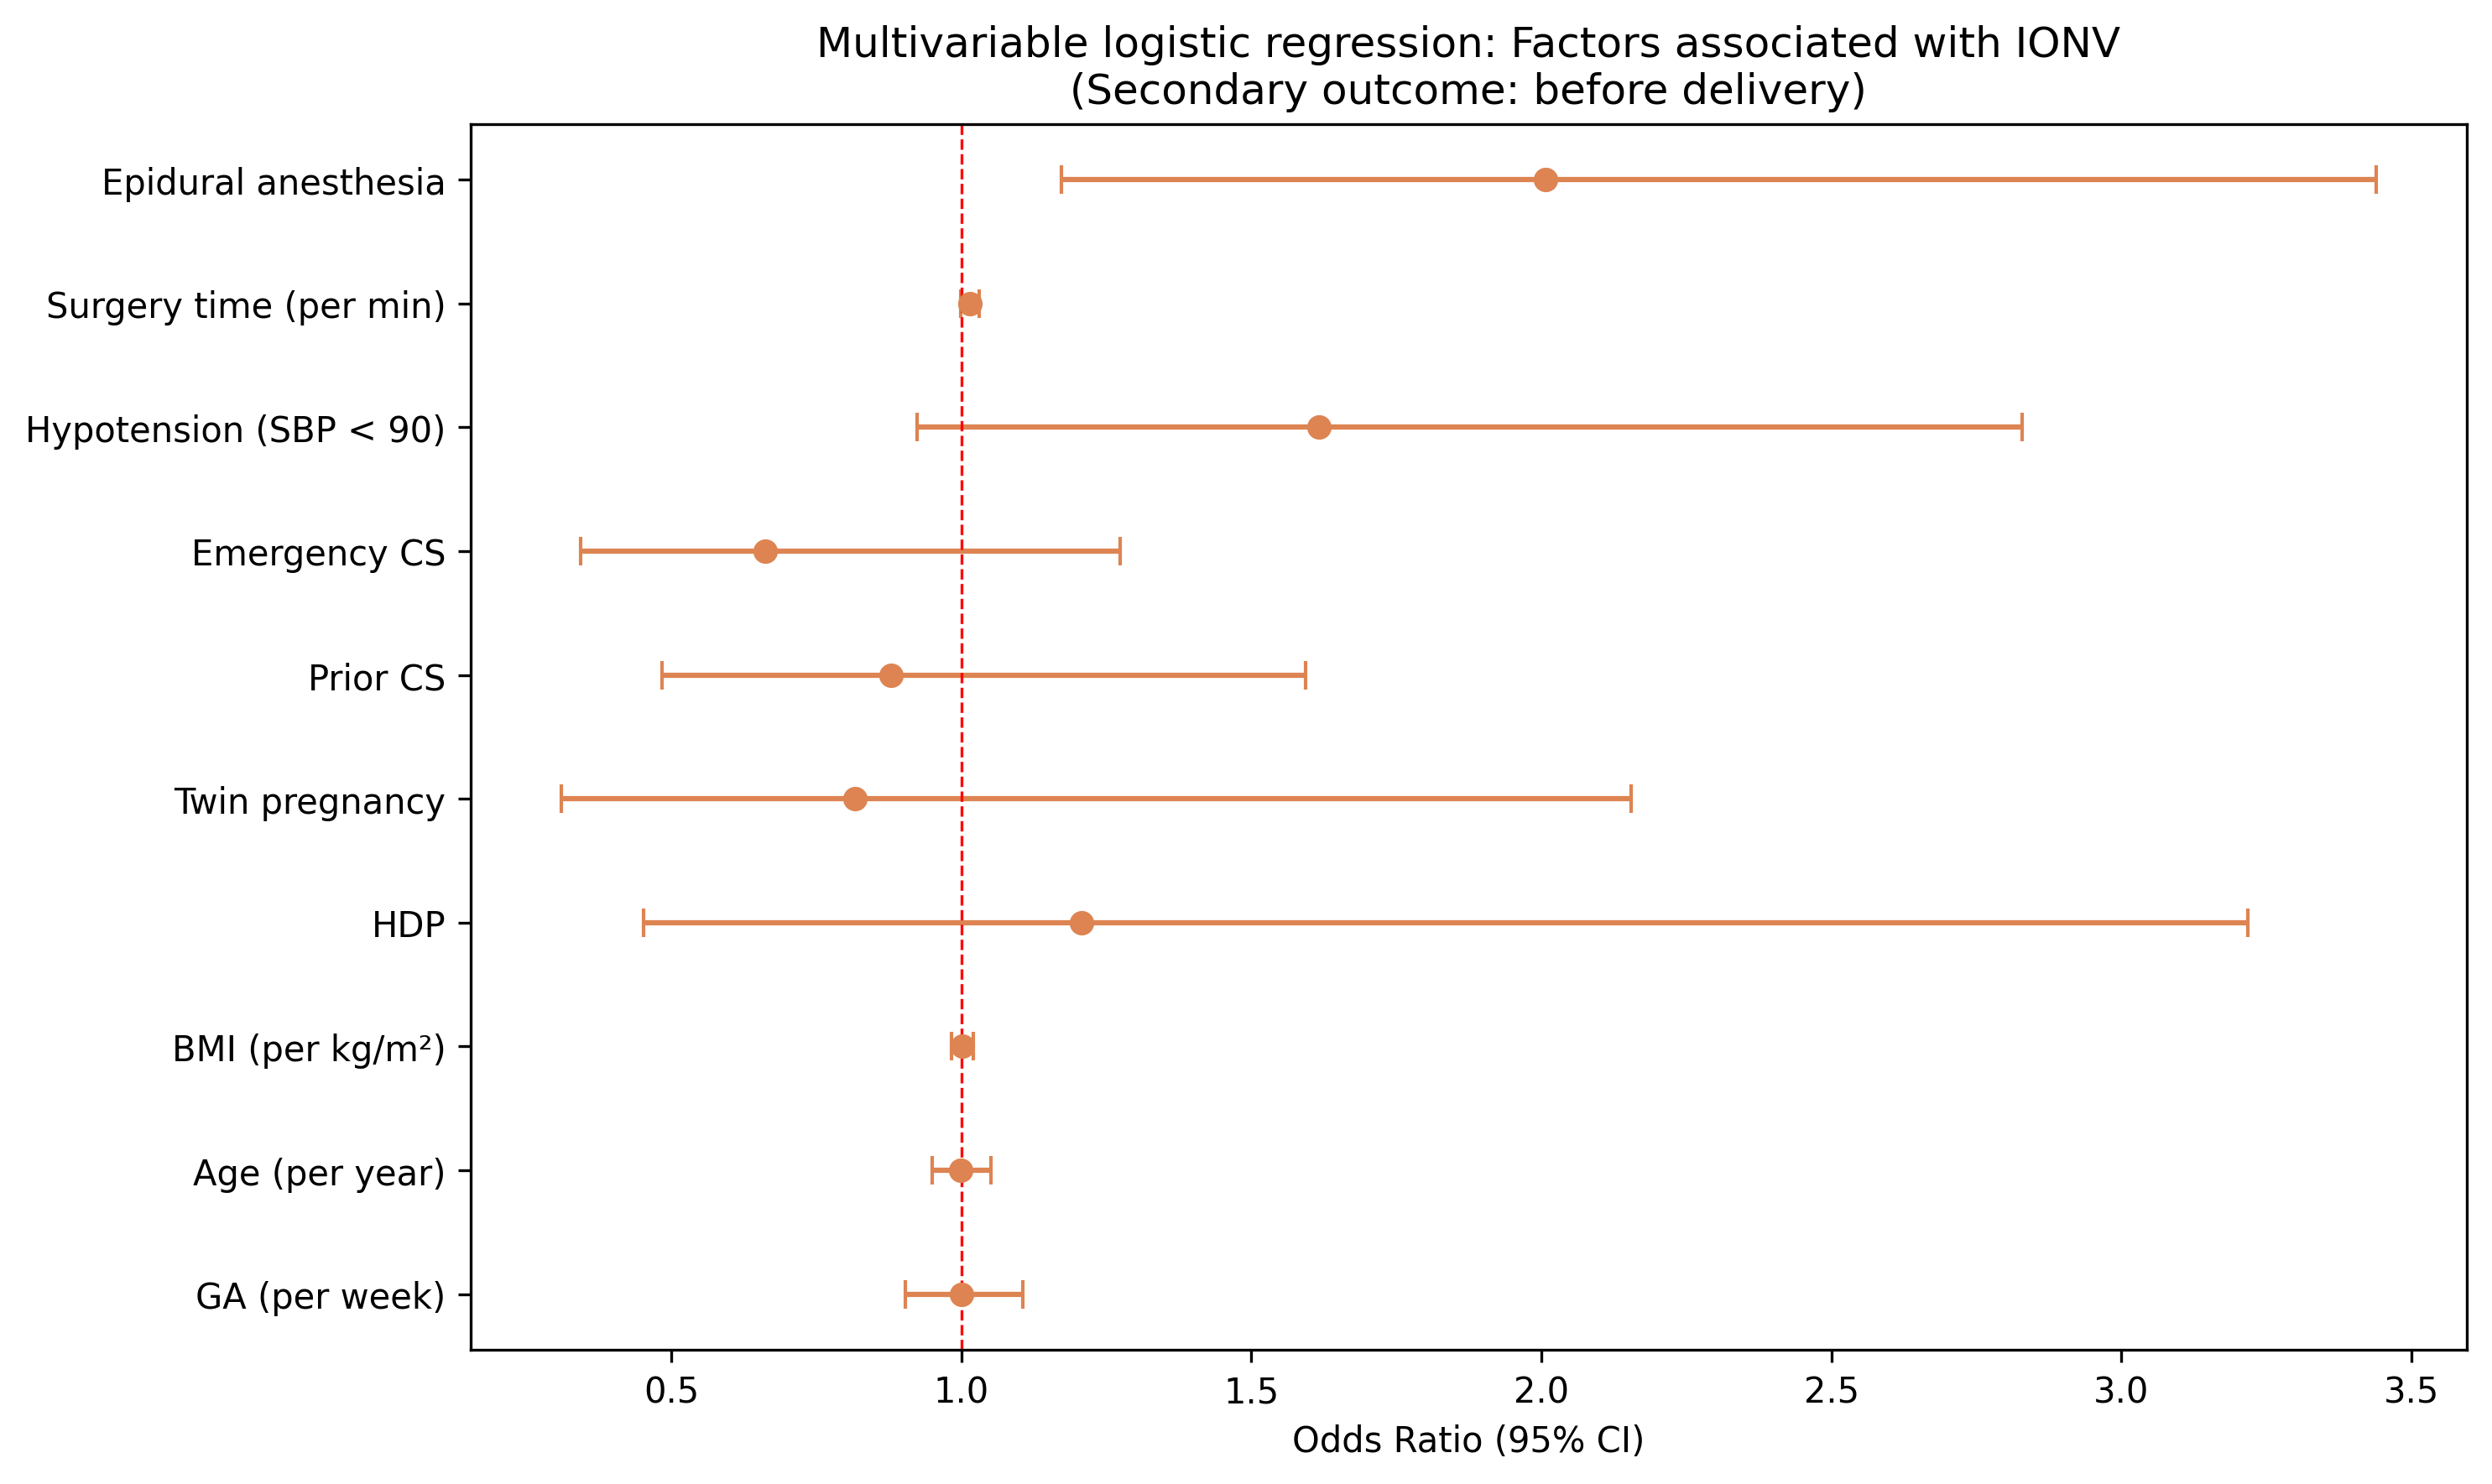 Multivariable logistic regression: Factors associated with IONV
(Secondary outcome: before delivery)
Epidural anesthesia
Surgery time (per min)
Hypotension (SBP < 90)
Emergency CS
Prior CS
Twin pregnancy
HDP
BMI (per kg/m²)
Age (per year)
GA (per week)
0.5 1.0 1.5 2.0 2.5 3.0 3.5
Odds Ratio (95% CI)